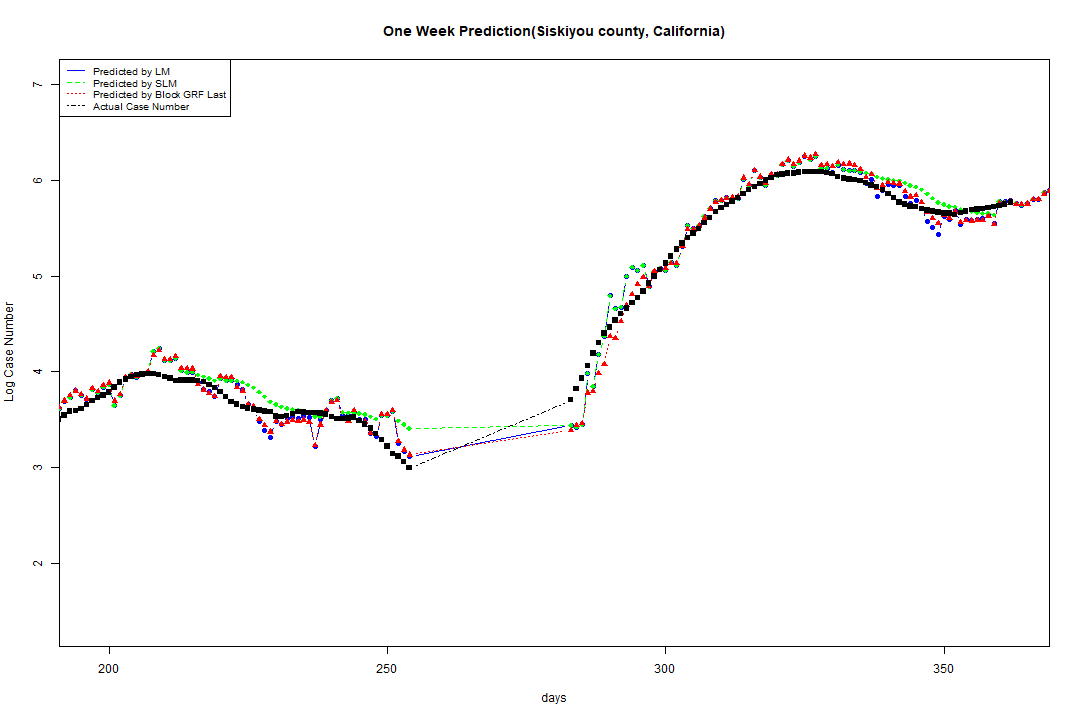 One Week Prediction(Siskiyou county, California)
Predicted by LM
Predicted by SLM
Predicted by Block GRF Last
Actual Case Number
7
6
5
4
3
2
Log Case Number
200
250
300
350
days